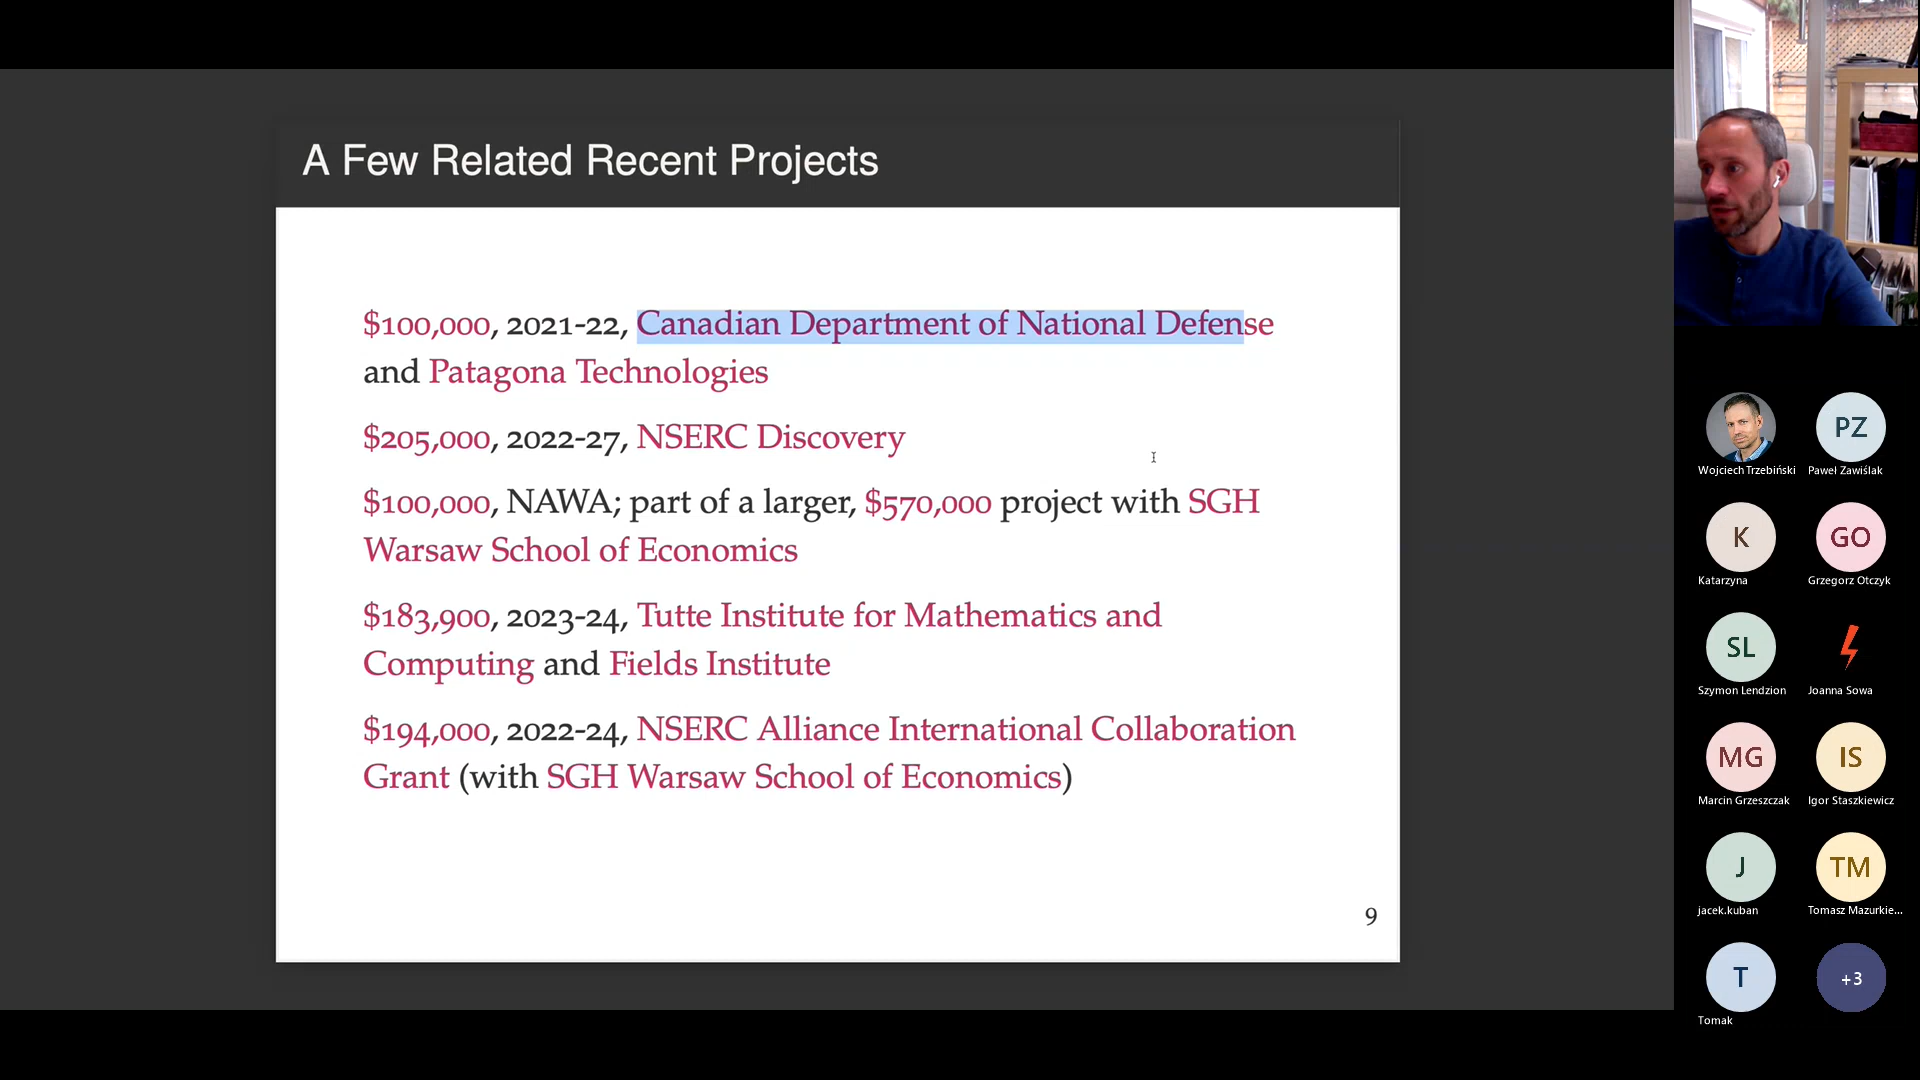 A Few Related Recent Projects
$100,000, 2021-22, Canadian Department of National Defense
and Patagona Technologies
$205,000, 2022-27, NSERC Discovery
$100,000, NAWA; part of a larger, $570,000 project with SGH
Warsaw School of Economics
$183,900, 2023-24, Tutte Institute for Mathematics and
Computing and Fields Institute
$194,000, 2022-24, NSERC Alliance International Collaboration
Grant (with SGH Warsaw School of Economics)
9
PZ
Wojciech Trzebiński
Paweł Zawiślak
K
GO
Katarzyna
Grzegorz Otczyk
SL
Szymon Lendzion
Joanna Sowa
MG
IS
Marcin Grzeszczak
Igor Staszkiewicz
J
TM
jacek.kuban
Tomasz Mazurkie...
T
+3
Tomak